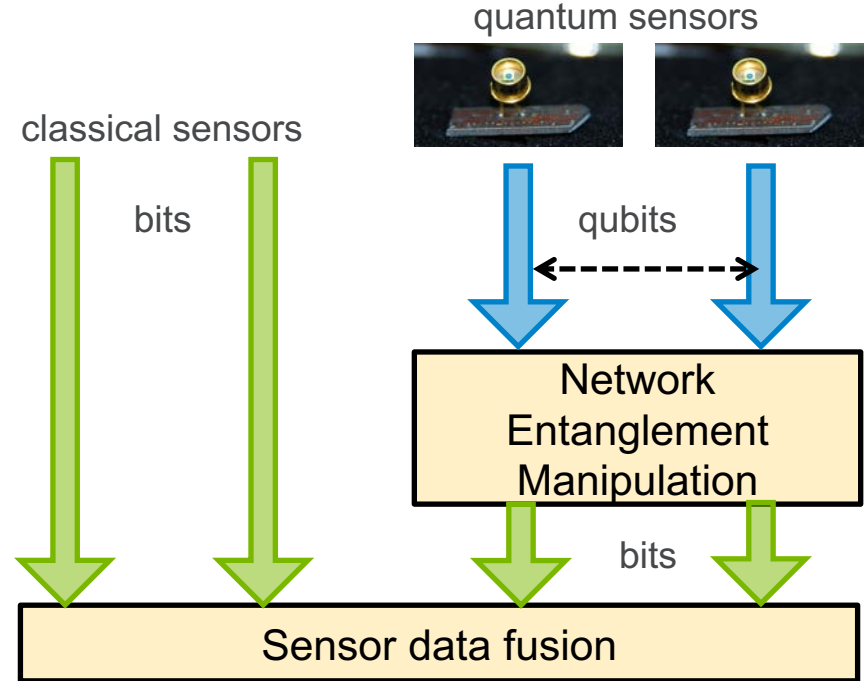 quantum sensors
classical sensors
bits
qubits
Network
Entanglement
Manipulation
bits
Sensor data fusion